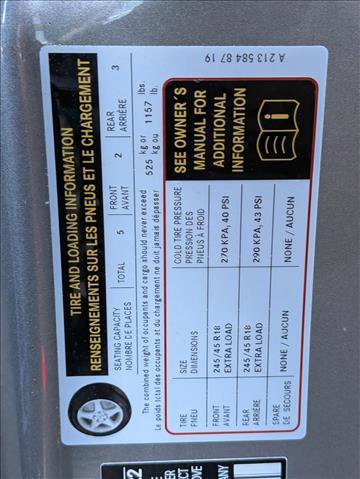 TIRE AND LOADING INFORMATION
RENSEIGNEMENTS SUR LES PNEUS ET LE CHARGEMENT
SEATING CAPACITY
NOMBRE DE PLACES
TOTAL 5
FRONT
AVANT
2
REAR
ARRIÈRE
3
The combined weight of occupants and cargo should never exceed
Le poids total des occupants et du chargement ne doit jamais dépasser
525 kg or 1157 lbs.
kg ou lb.
TIRE
PNEU
SIZE
DIMENSIONS
COLD TIRE PRESSURE
PRESSION DES
PNEUS À FROID
FRONT
AVANT
245/45 R18
EXTRA LOAD
270 KPA, 40 PSI
REAR
ARRIÈRE
245/45 R18
EXTRA LOAD
290 KPA, 43 PSI
SPARE
DE SECOURS
NONE / AUCUN
NONE / AUCUN
SEE OWNER´S
MANUAL FOR
ADDITIONAL
INFORMATION
A 213 584 87 19